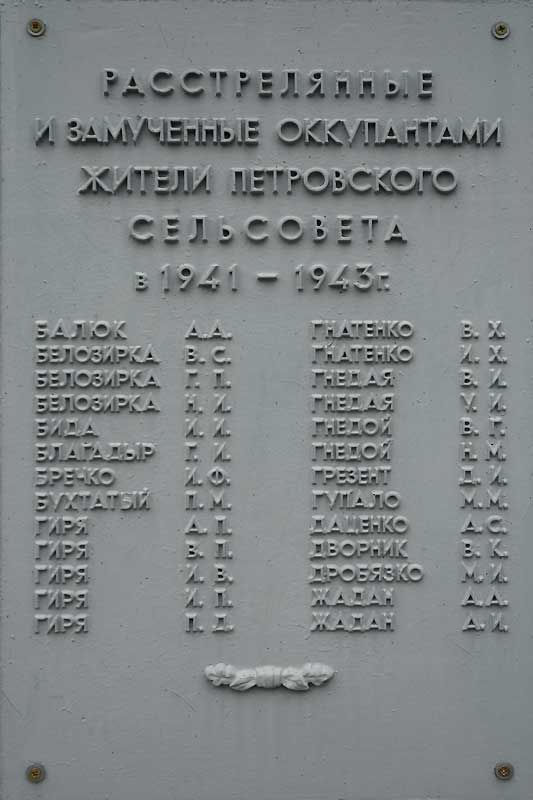 РАССТРЕЛЯННЫЕ
И ЗАМУЧЕННЫЕ ОККУПАНТАМИ
ЖИТЕЛИ ПЕТРОВСКОГО
СЕЛЬСОВЕТА
в 1941 – 1943 г.
БАЛЮК А.А.
БЕЛОЗИРКА В.С.
БЕЛОЗИРКА Г.П.
БЕЛОЗИРКА Н.И.
БИДА И.И.
БЛАГАДЫР Г.И.
БРЕЧКО И.Ф.
БУХТАТЫЙ П.М.
ГИРЯ А.П.
ГИРЯ В.П.
ГИРЯ И.В.
ГИРЯ И.П.
ГИРЯ П.Д.
ГНАТЕНКО В.Х.
ГНАТЕНКО И.Х.
ГНЕДАЯ В.И.
ГНЕДАЯ У.И.
ГНЕДОЙ В.Г.
ГНЕДОЙ Н.М.
ГРЕЗЕНТ Д.И.
ГУПАЛО М.М.
ДАЦЕНКО А.С.
ДВОРНИК В.К.
ДРОБЯЗКО М.И.
ЖАДАН А.А.
ЖАДАН А.И.